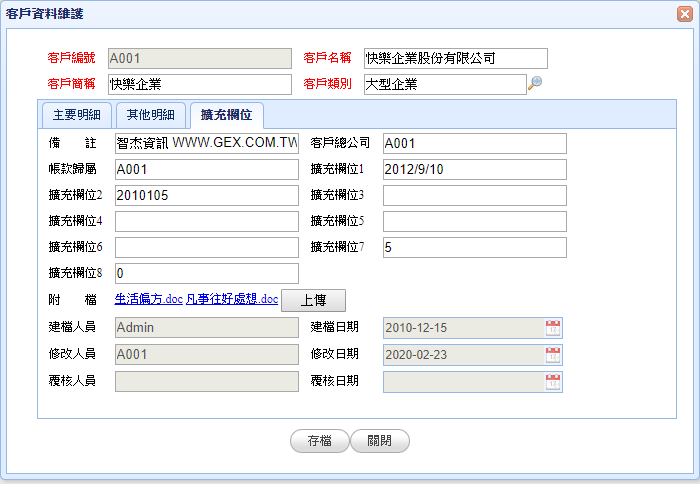 客戶資料維護
客戶編號 A001 客戶名稱 快樂企業股份有限公司
客戶簡稱 快樂企業 客戶類別 大型企業
主要明細 其他明細 擴充欄位
備 註 智杰資訊 WWW.GEX.COM.TW 客戶總公司 A001
帳款歸屬 A001 擴充欄位1 2012/9/10
擴充欄位2 2010105 擴充欄位3
擴充欄位4 擴充欄位5
擴充欄位6 擴充欄位7 5
擴充欄位8 0
附 檔 生活偏方.doc 凡事往好處想.doc 上傳
建檔人員 Admin 建檔日期 2010-12-15
修改人員 A001 修改日期 2020-02-23
覆核人員 覆核日期
存檔 關閉